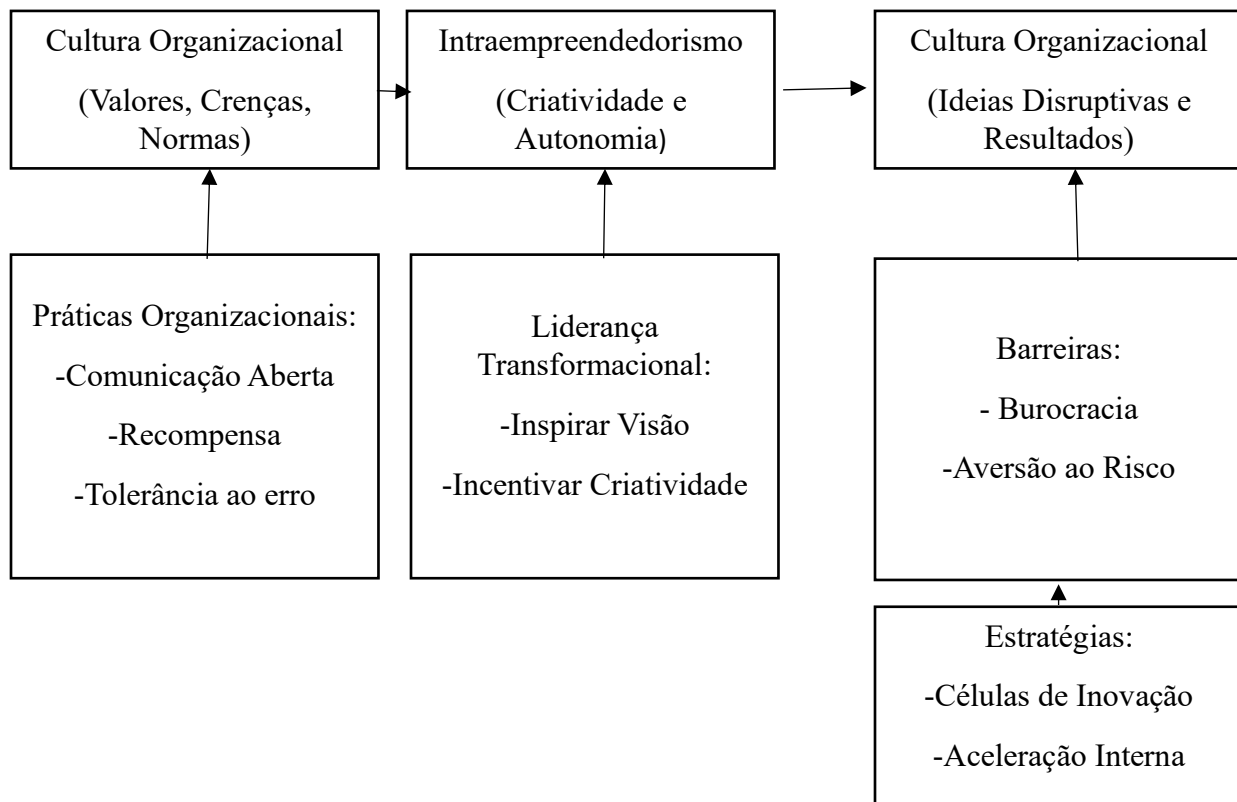 Cultura Organizacional
(Valores, Crenças,
Normas)
Intraempreendedorismo
(Criatividade e
Autonomia)
Cultura Organizacional
(Ideias Disruptivas e
Resultados)
Práticas Organizacionais:
-Comunicação Aberta
-Recompensa
-Tolerância ao erro
Liderança
Transformacional:
-Inspirar Visão
-Incentivar Criatividade
Barreiras:
- Burocracia
-Aversão ao Risco
Estratégias:
-Células de Inovação
-Aceleração Interna